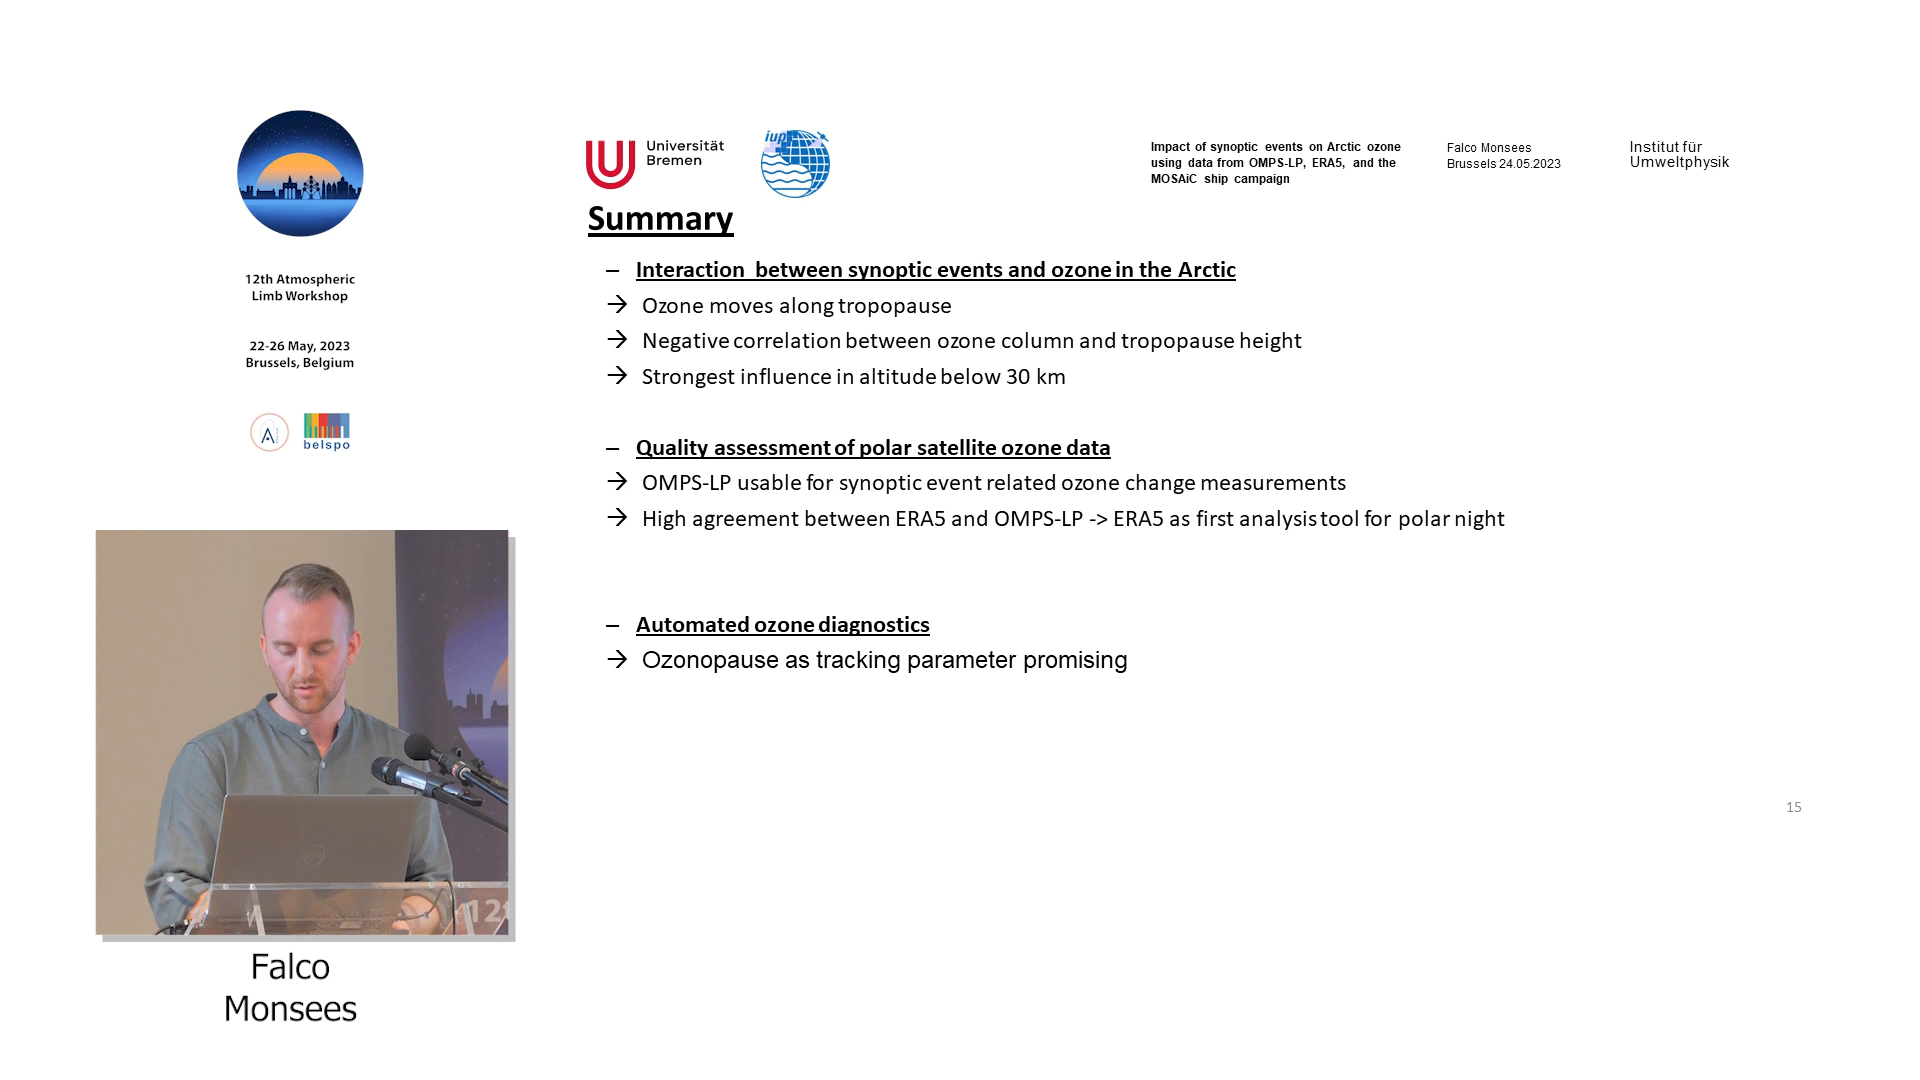 12th Atmospheric
Limb Workshop
22-26 May, 2023
Brussels, Belgium
A
belspo
Universität
Bremen
iup
Impact of synoptic events on Arctic ozone
using data from OMPS-LP, ERA5, and the
MOSAiC ship campaign
Falco Monsees
Brussels 24.05.2023
Institut für
Umweltphysik
Summary
– Interaction between synoptic events and ozone in the Arctic
→ Ozone moves along tropopause
→ Negative correlation between ozone column and tropopause height
→ Strongest influence in altitude below 30 km
– Quality assessment of polar satellite ozone data
→ OMPS-LP usable for synoptic event related ozone change measurements
→ High agreement between ERA5 and OMPS-LP -> ERA5 as first analysis tool for polar night
– Automated ozone diagnostics
→ Ozonopause as tracking parameter promising
15
12t
Falco
Monsees